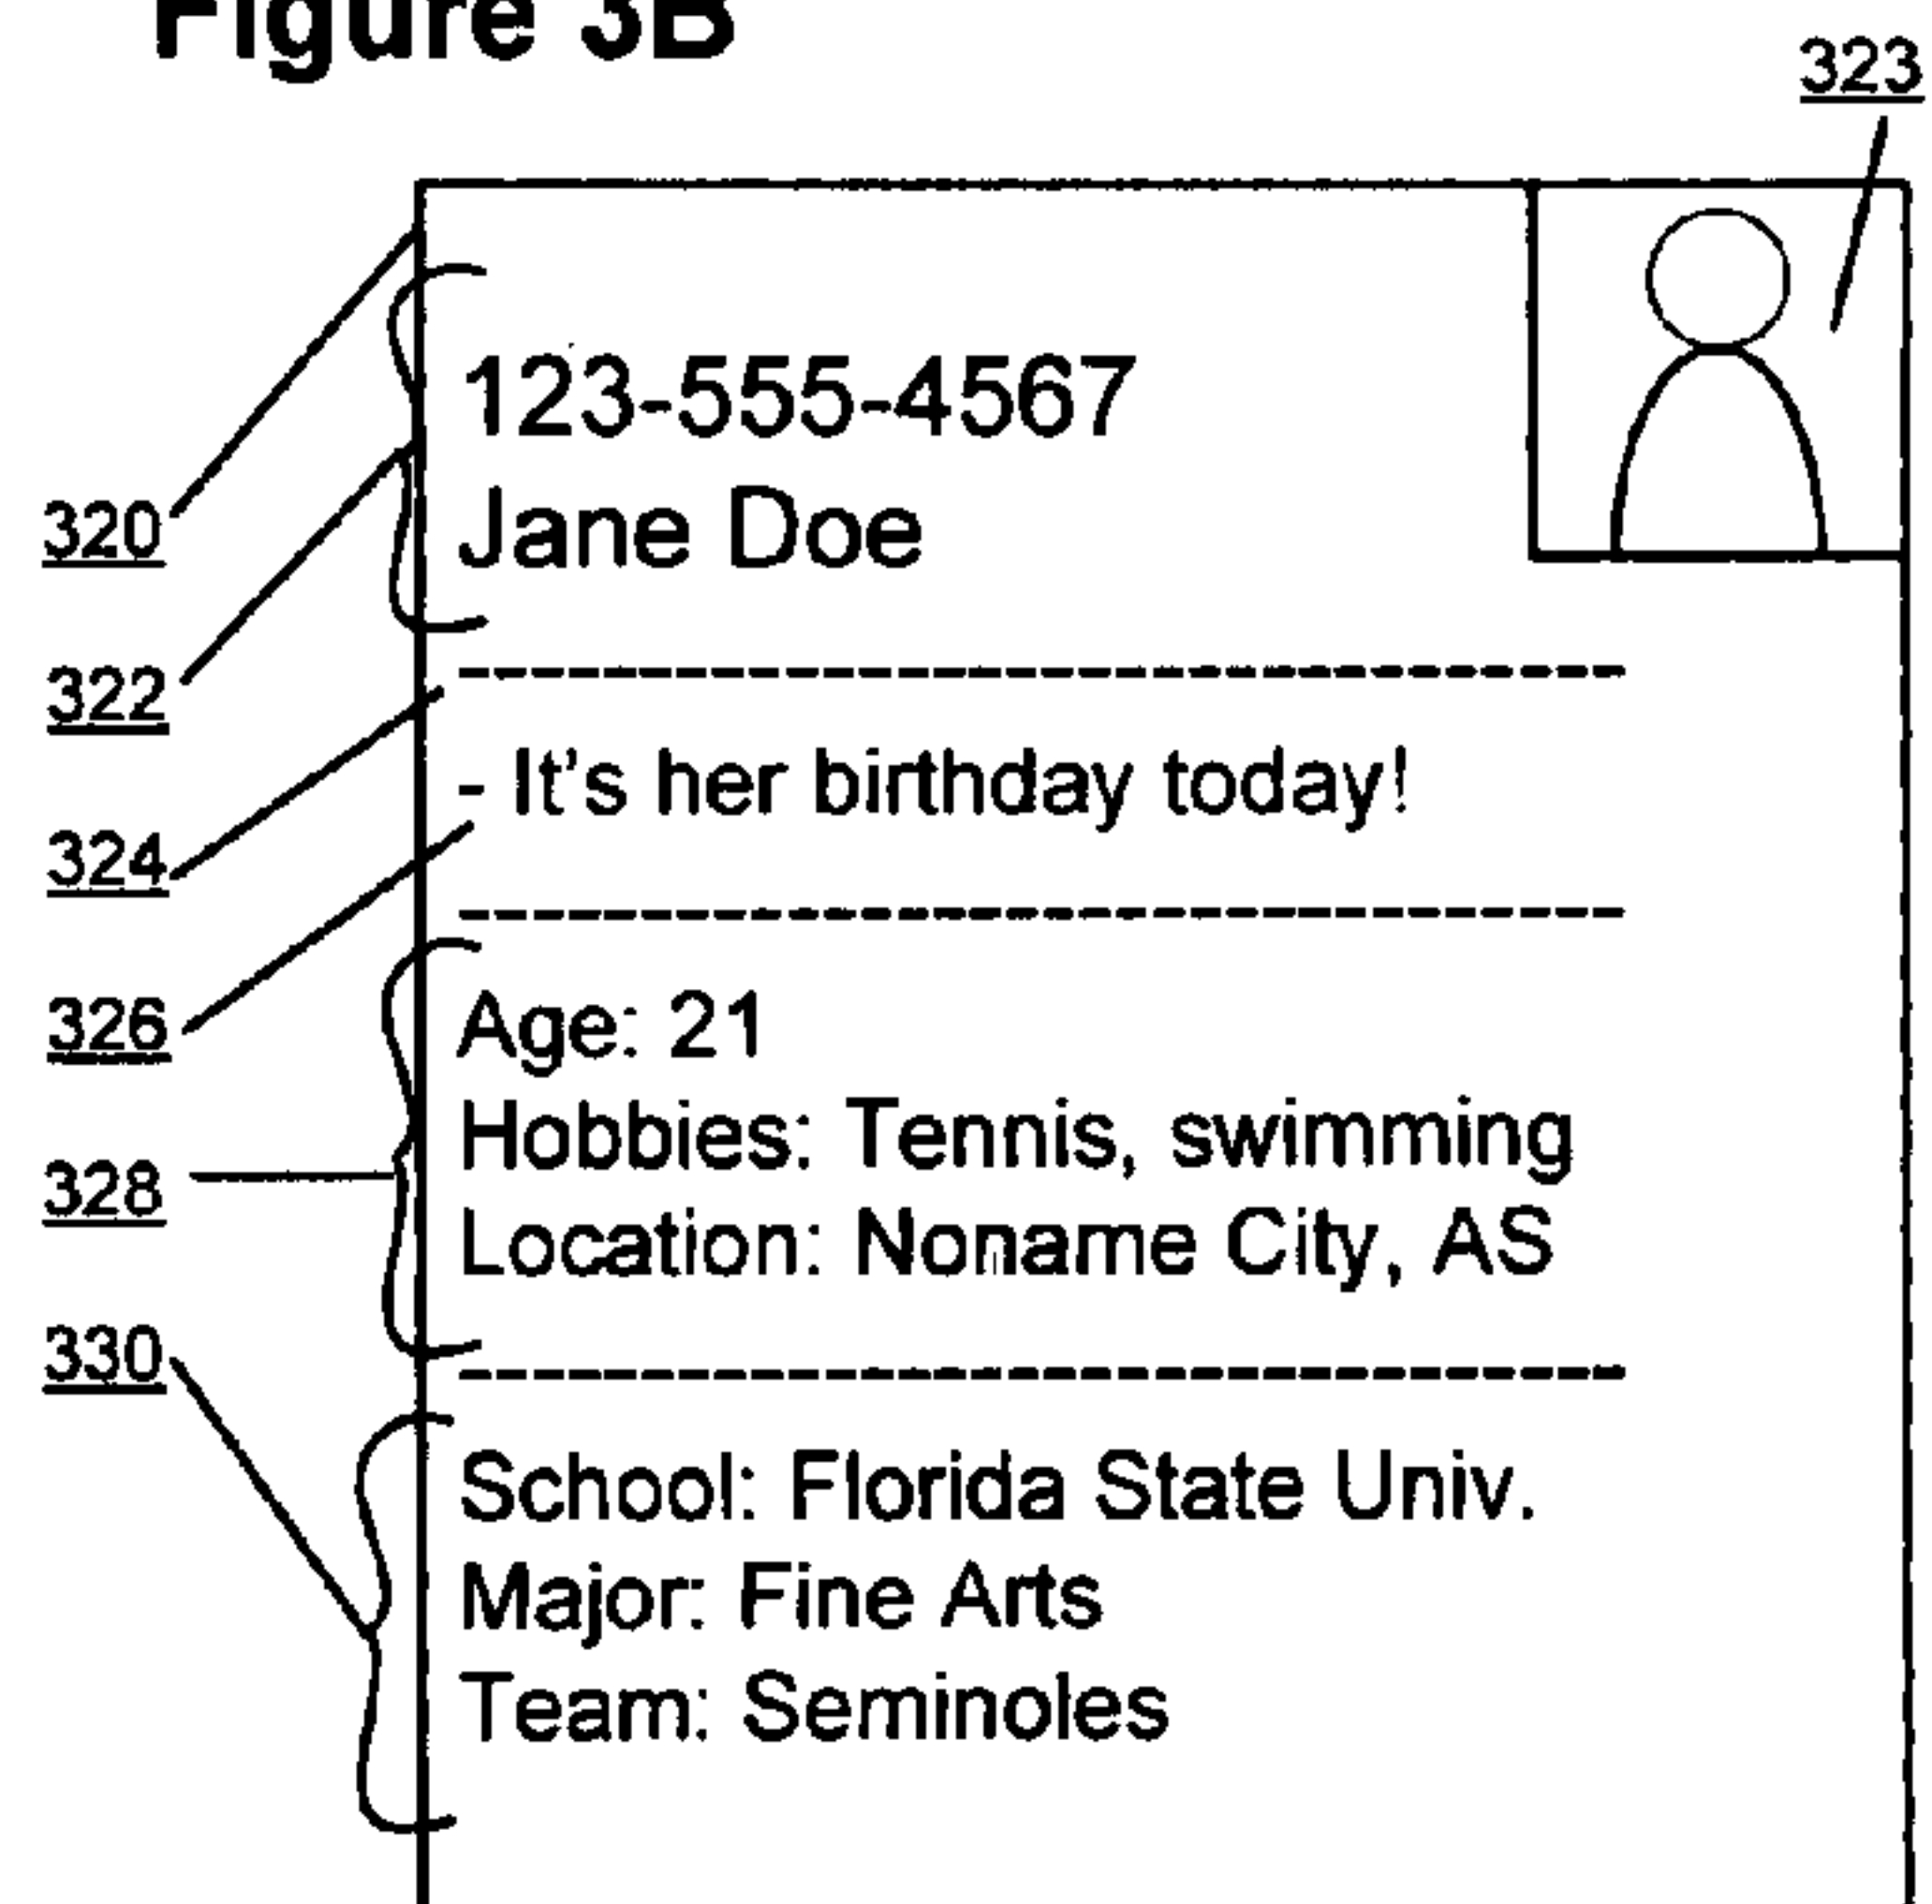 Figure 3B
323
123-555-4567
320
Jane Doe
322
- It's her birthday today!
324
326
Age: 21
Hobbies: Tennis, swimming
328
Location: Noname City, AS
330
School: Florida State Univ.
Major: Fine Arts
Team: Seminoles